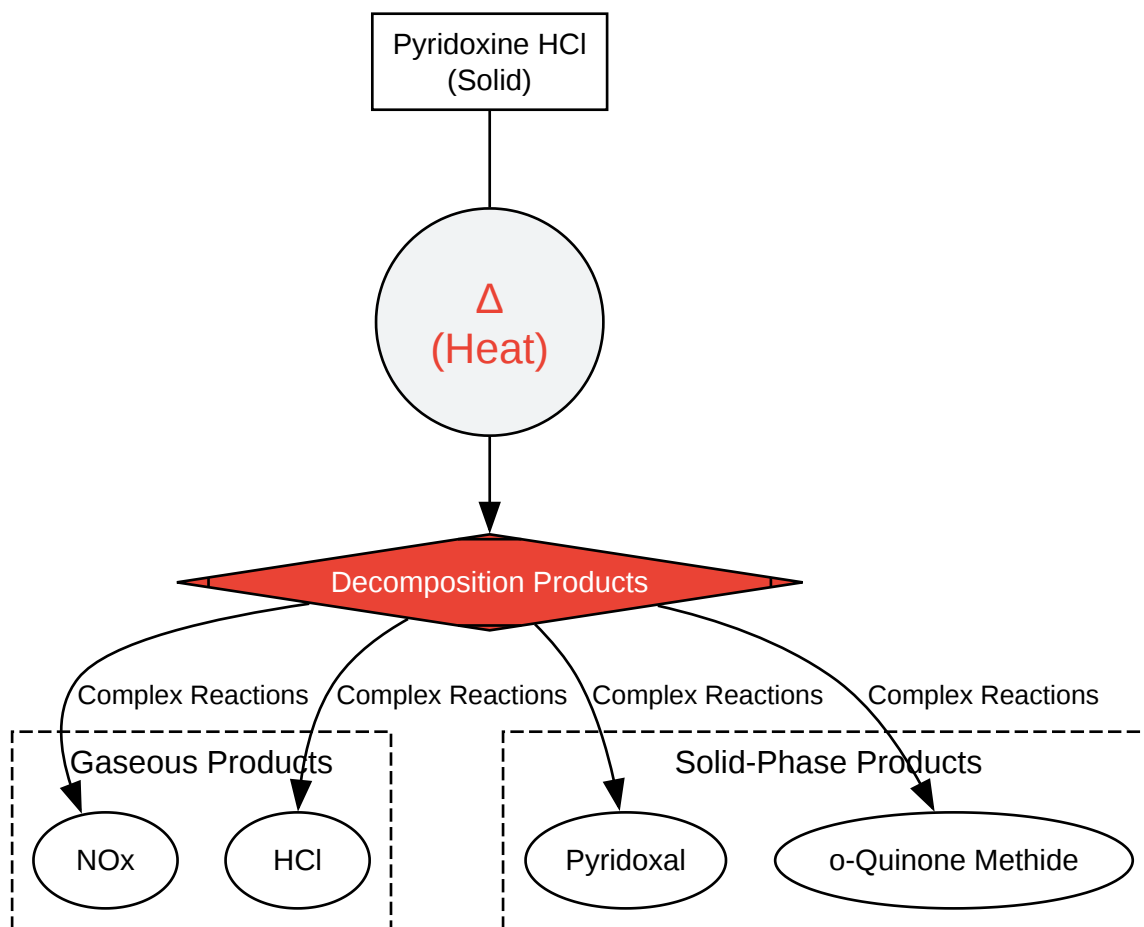 Pyridoxine HCl
(Solid)
Δ
(Heat)
Decomposition Products
Complex Reactions
Complex Reactions
Complex Reactions
Complex Reactions
Gaseous Products
Solid-Phase Products
NOx
HCl
Pyridoxal
o-Quinone Methide